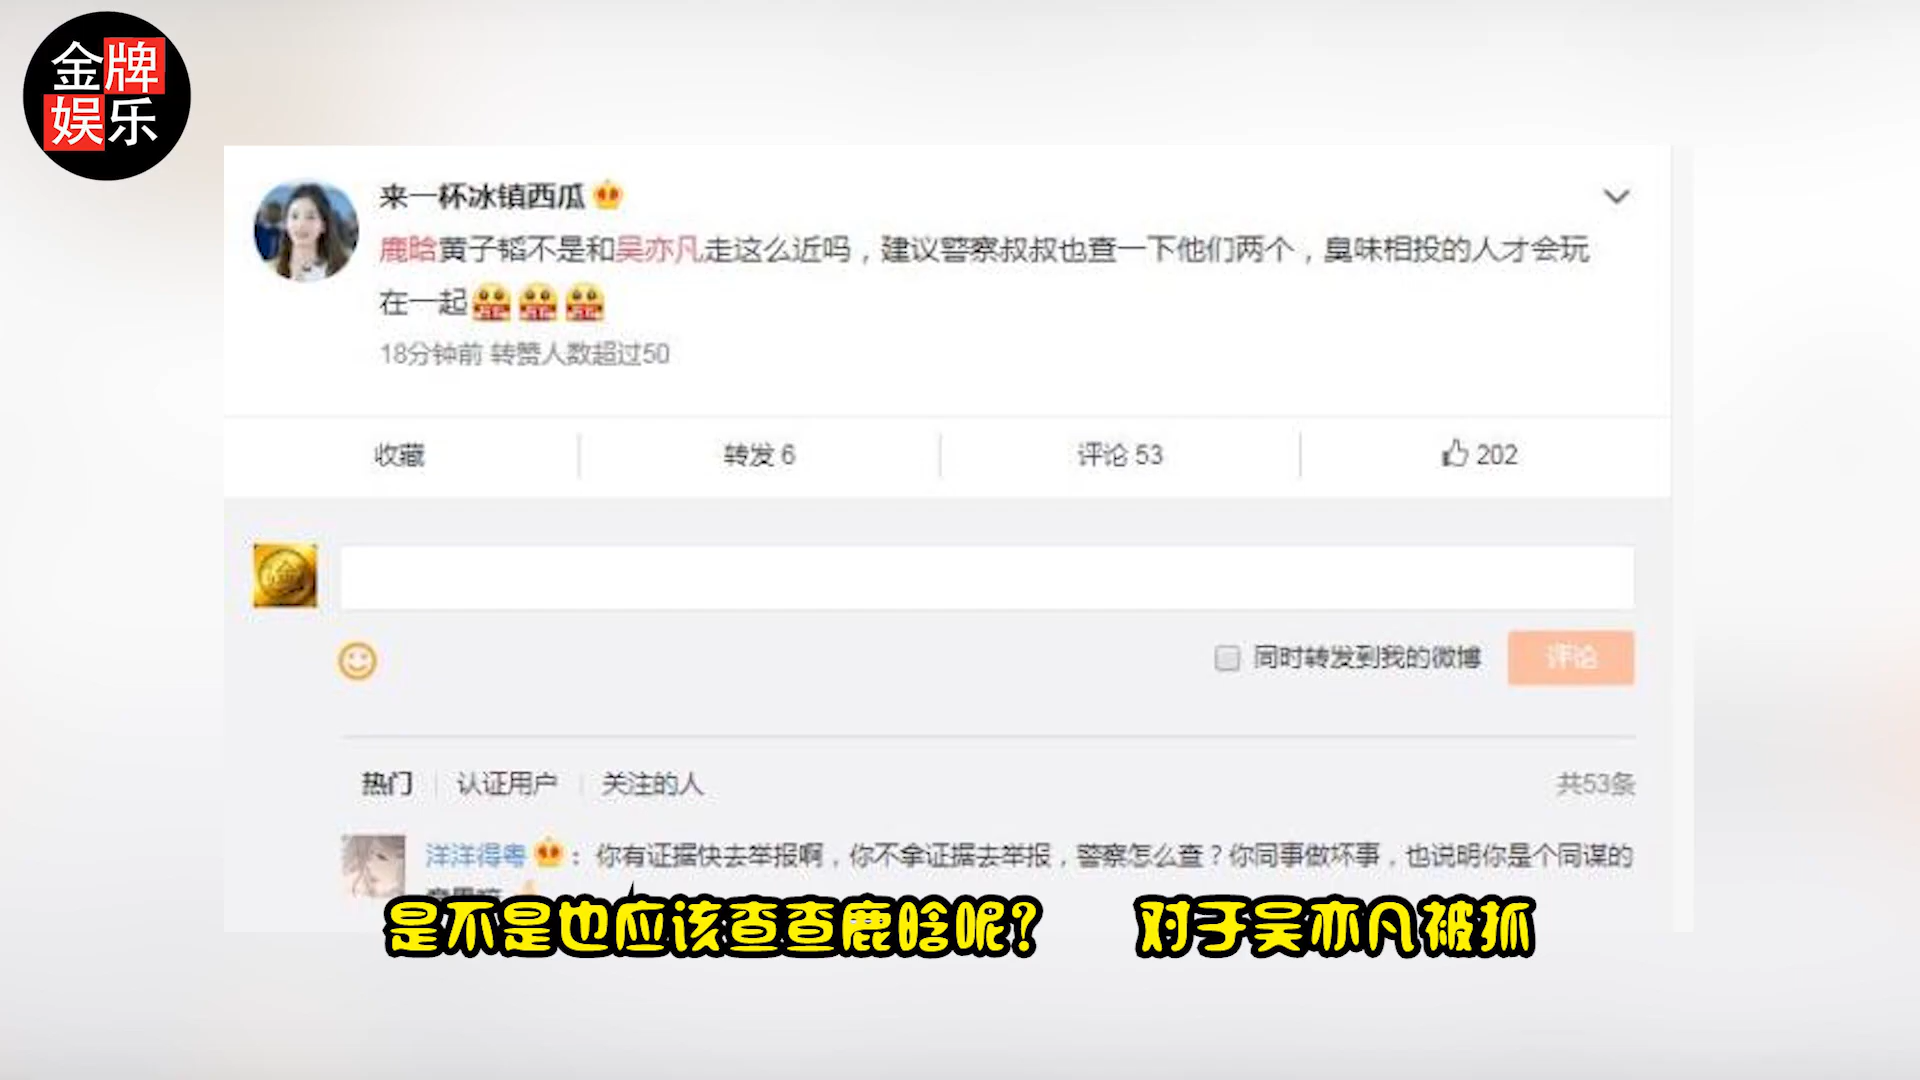 金牌
娱乐
来一杯冰镇西瓜
鹿晗黄子韬不是和吴亦凡走这么近吗，建议警察叔叔也查一下他们两个，臭味相投的人才会玩
在一起
18分钟前 转赞人数超过50
收藏
转发 6
评论 53
202
同时转发到我的微博
评论
热门
认证用户
关注的人
共53条
洋洋得粤：你有证据快去举报啊，你不拿证据去举报，警察怎么查？你同事做坏事，也说明你是个同谋的
是不是也应该查查鹿晗呢? 对于吴亦凡被抓